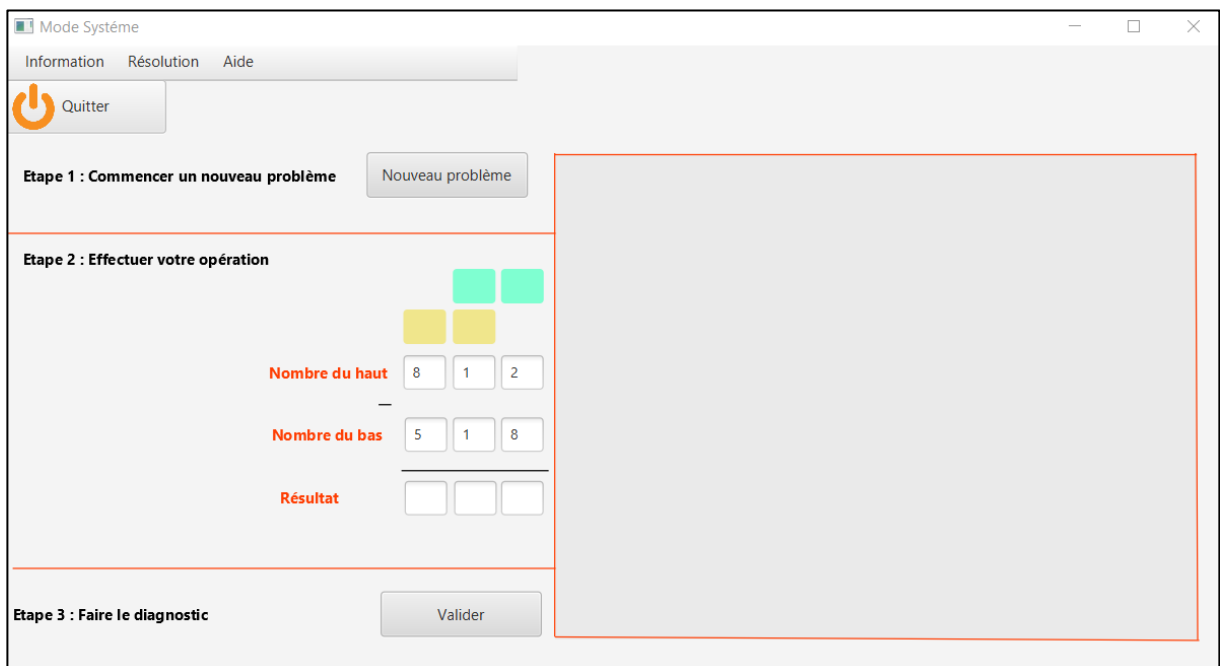 Mode Systéme
Information Résolution Aide
Quitter
Etape 1 : Commencer un nouveau problème Nouveau problème
Etape 2 : Effectuer votre opération
Nombre du haut 8 1 2
—
Nombre du bas 5 1 8
Résultat
Etape 3 : Faire le diagnostic Valider